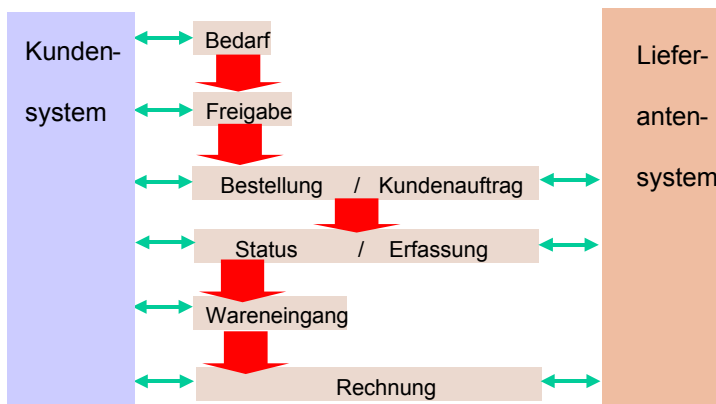 Kunden-
system
Bedarf
Freigabe
Bestellung / Kundenauftrag
Status / Erfassung
Wareneingang
Rechnung
Liefer-
anten-
system